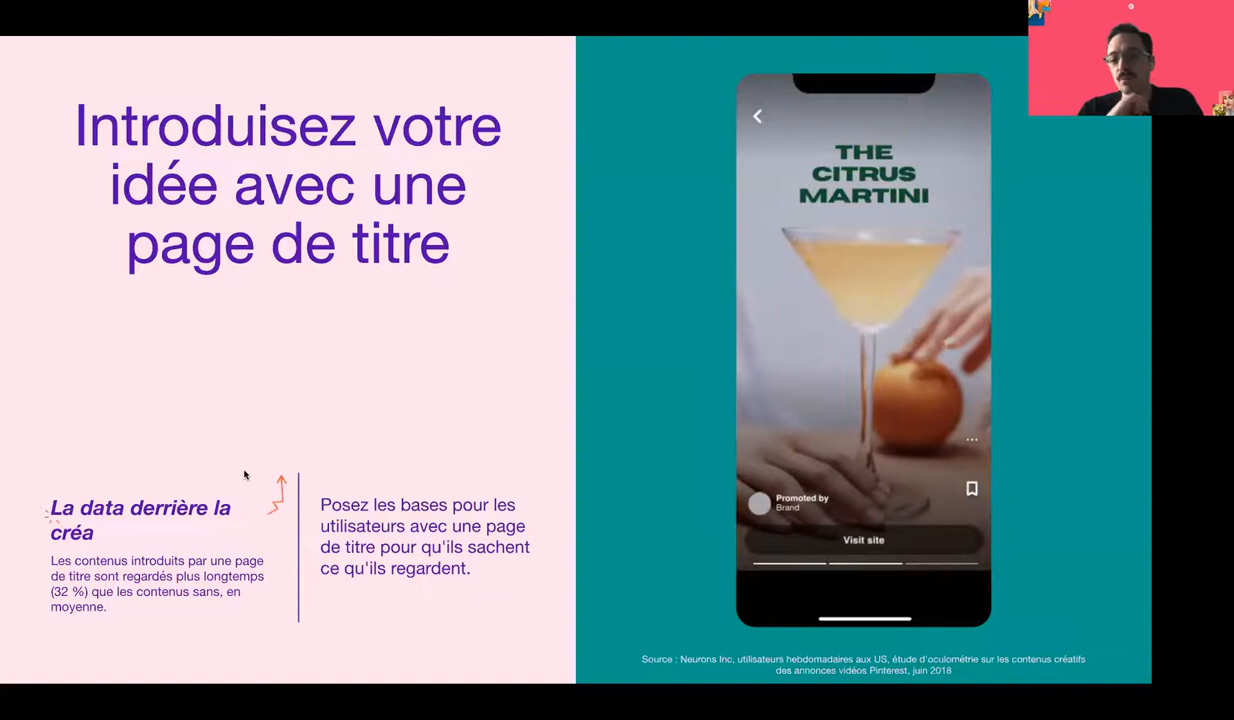 Introduisez votre
idée avec une
page de titre
La data derrière la
créa
Les contenus introduits par une page
de titre sont regardés plus longtemps
(32 %) que les contenus sans, en
moyenne.
Posez les bases pour les
utilisateurs avec une page
de titre pour qu'ils sachent
ce qu'ils regardent.
THE
CITRUS
MARTINI
Promoted by
Brand
Visit site
Source : Neurons Inc, utilisateurs hebdomadaires aux US, étude d'oculométrie sur les contenus créatifs
des annonces vidéos Pinterest, juin 2018